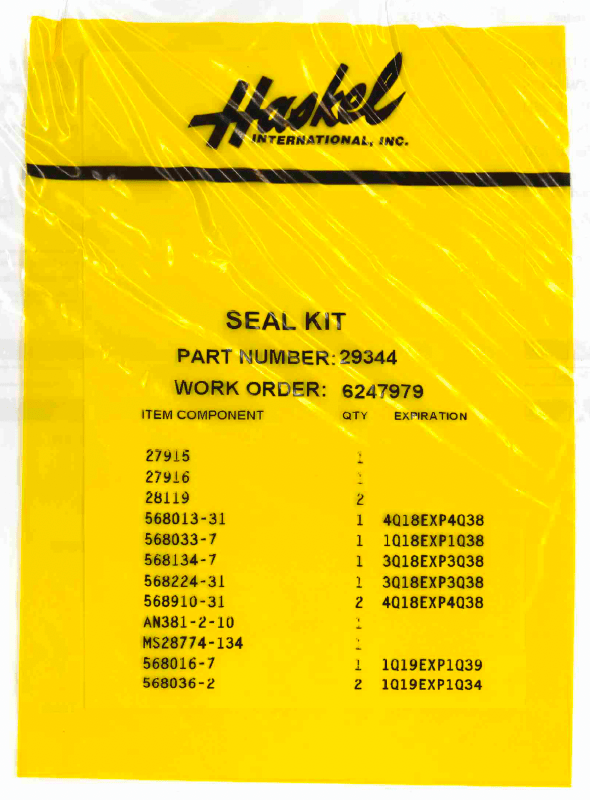 Haskel
INTERNATIONAL, INC.
SEAL KIT
PART NUMBER: 29344
WORK ORDER: 6247979
ITEM COMPONENT QTY EXPIRATION
27915 1
27916 1
28119 2
568013-31 1 4Q18EXP4Q38
568033-7 1 1Q18EXP1Q38
568134-7 1 3Q18EXP3Q38
568224-31 1 3Q18EXP3Q38
568910-31 2 4Q18EXP4Q38
AN381-2-10 1
MS28774-134 1
568016-7 1 1Q19EXP1Q39
568036-2 2 1Q19EXP1Q34